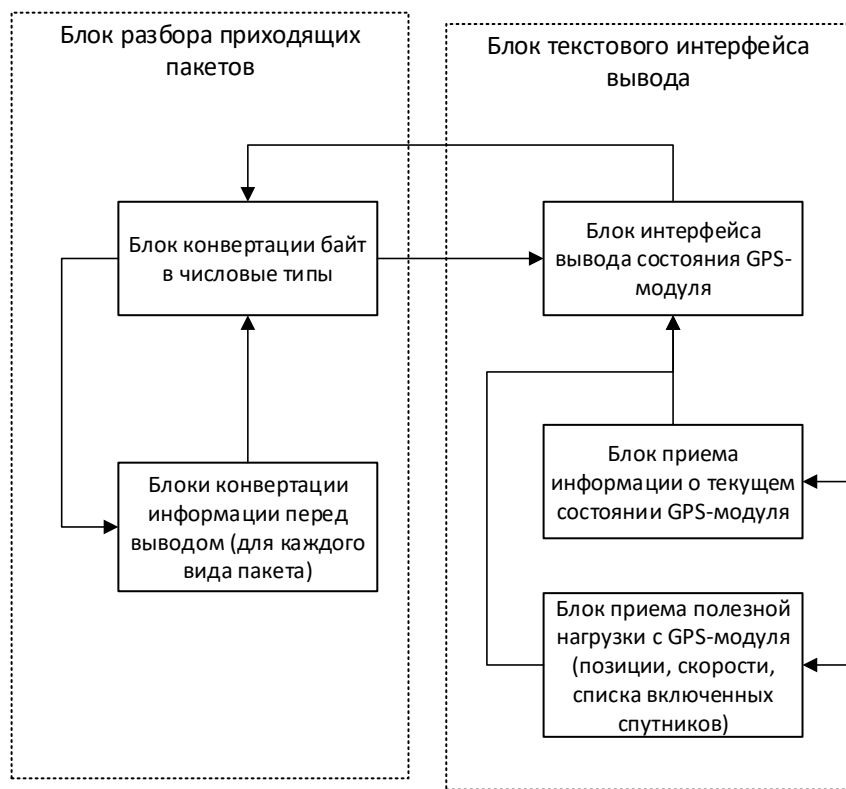 Блок разбора приходящих
пакетов
Блок текстового интерфейса
вывода
Блок конвертации байт
в числовые типы
Блок интерфейса
вывода состояния GPS-
модуля
Блоки конвертации
информации перед
выводом (для каждого
вида пакета)
Блок приема
информации о текущем
состоянии GPS-модуля
Блок приема полезной
нагрузки с GPS-модуля
(позиции, скорости,
списка включенных
спутников)